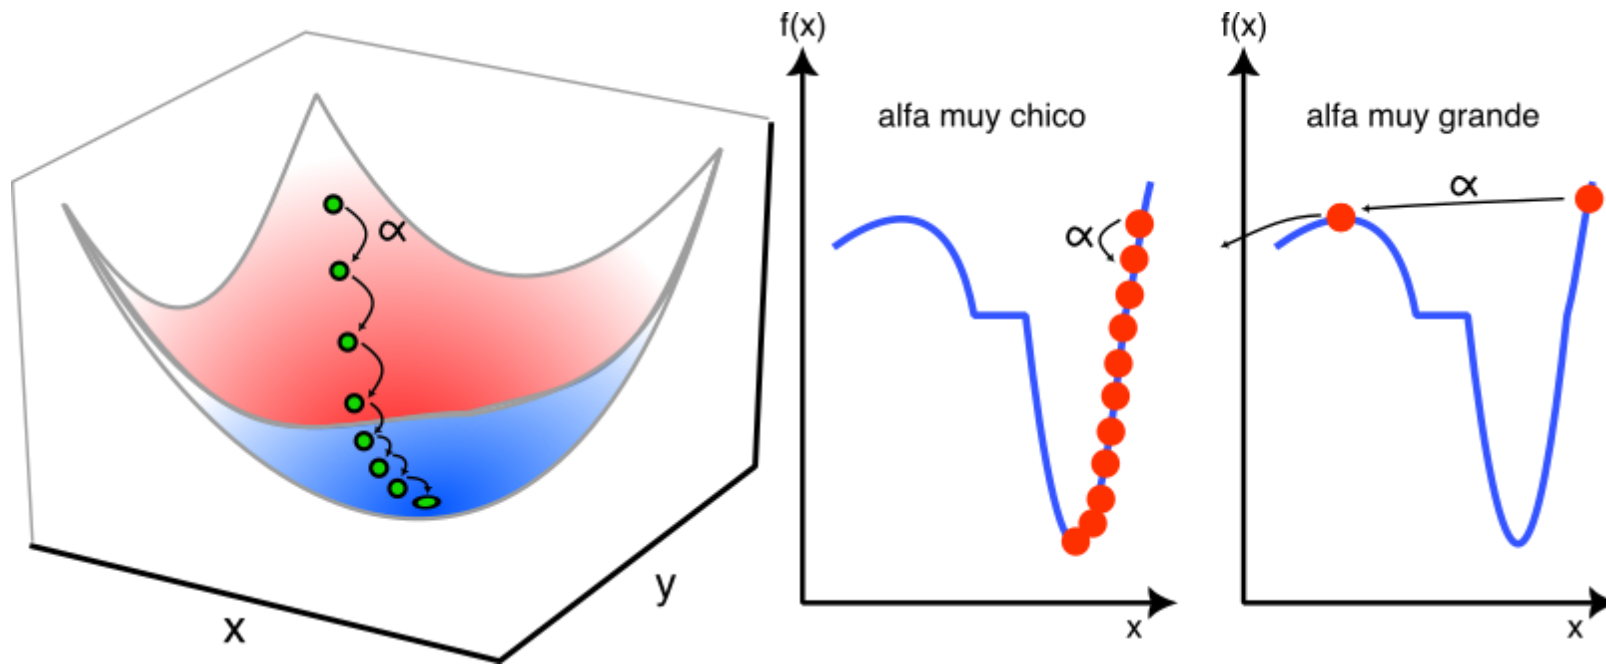 ∝
x
y
f(x)
alfa muy chico
∝
x
f(x)
alfa muy grande
∝
x